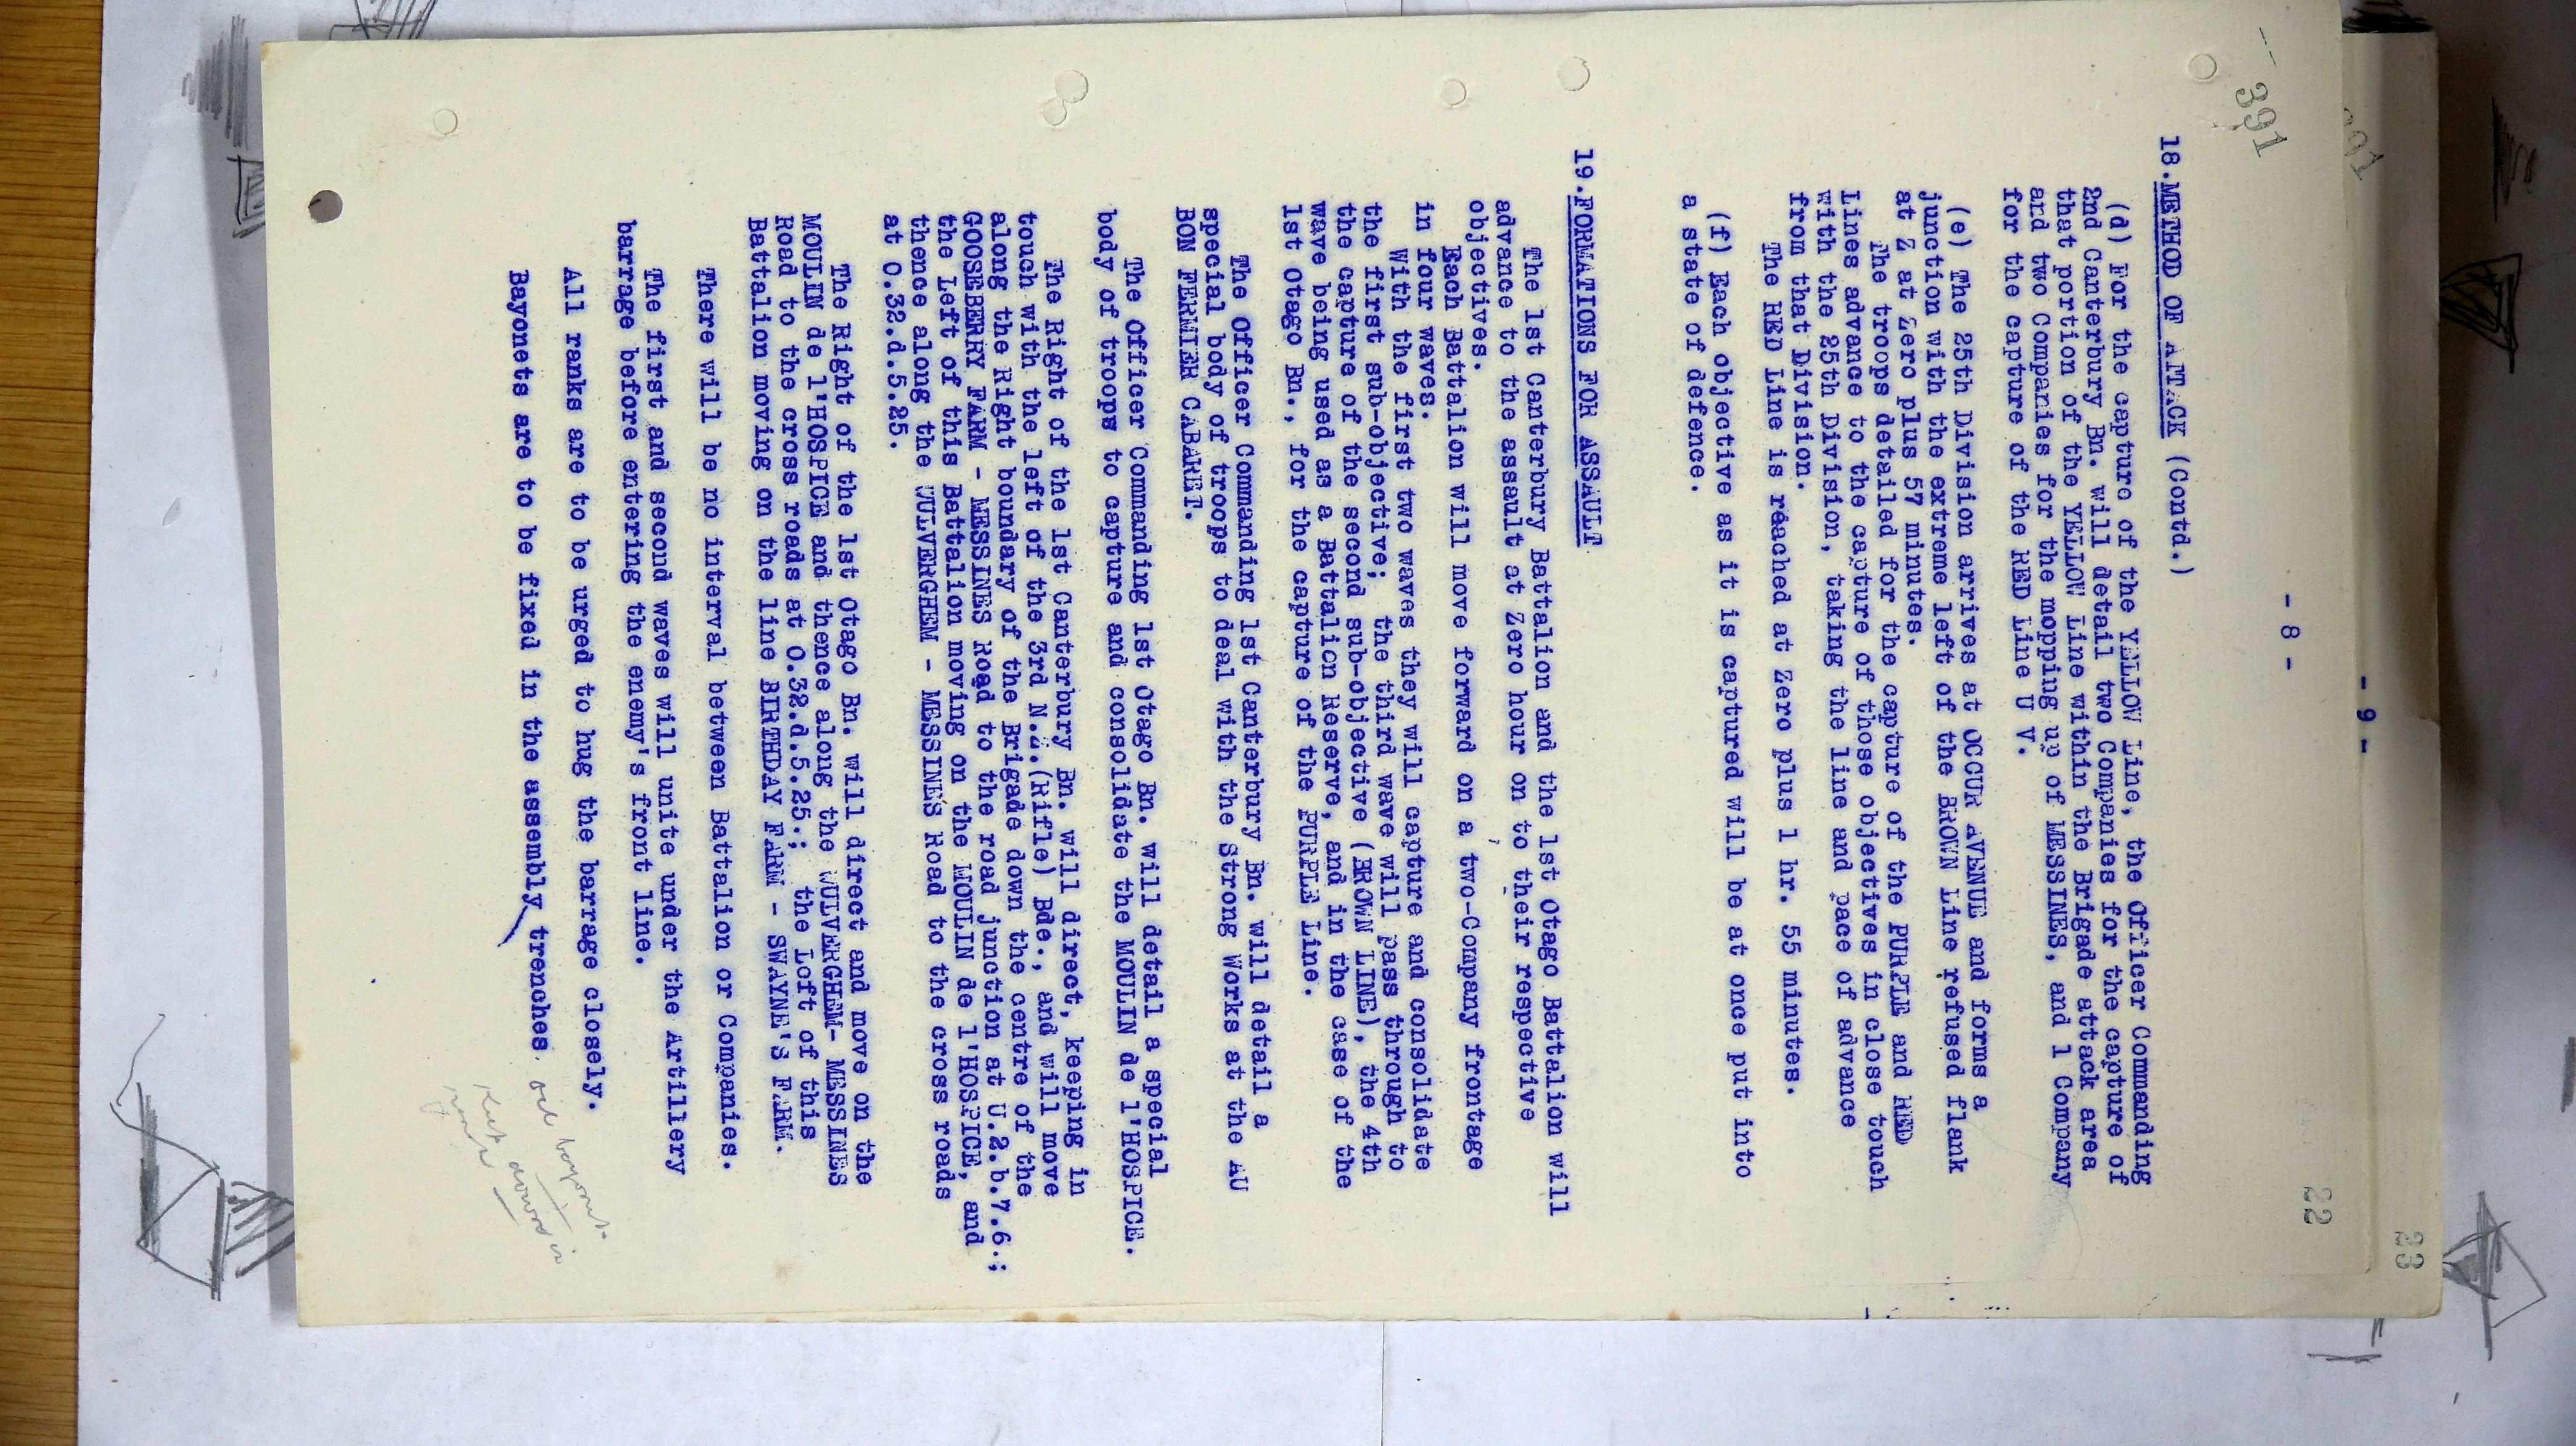 - 9 -
23
391
- 8 -
22
18.METHOD OF ATTACK (Contd.)
(d) For the capture of the YELLOW Line, the Officer Commanding
2nd Canterbury Bn. will detail two Companies for the capture of
that portion of the YELLOW Line within the Brigade attack area
and two Companies for the mopping up of MESSINES, and 1 Company
for the capture of the RED Line U V.
(e) The 25th Division arrives at OCCUR AVENUE and forms a
junction with the extreme left of the BROWN Line refused flank
at Z at Zero plus 57 minutes.
The troops detailed for the capture of the PURPLE and RED
Lines advance to the capture of those objectives in close touch
with the 25th Division, taking the line and pace of advance
from that Division.
The RED Line is reached at Zero plus 1 hr. 55 minutes.
(f) Each objective as it is captured will be at once put into
a state of defence.
19.FORMATIONS FOR ASSAULT
The 1st Canterbury Battalion and the 1st Otago Battalion will
advance to the assault at Zero hour on to their respective
objectives.
Each Battalion will move forward on a two-Company frontage
in four waves.
With the first two waves they will capture and consolidate
the first sub-objective; the third wave will pass through to
the capture of the second sub-objective (BROWN LINE), the 4th
wave being used as a Battalion Reserve, and in the case of the
1st Otago Bn., for the capture of the PURPLE Line.
The Officer Commanding 1st Canterbury Bn. will detail a
special body of troops to deal with the Strong Works at the AU
BON FERMIER CABARET.
The Officer Commanding 1st Otago Bn. will detail a special
body of troops to capture and consolidate the MOULIN de l'HOSPICE.
The Right of the 1st Canterbury Bn. will direct, keeping in
touch with the left of the 3rd N.Z.(Rifle) Bde., and will move
along the Right boundary of the Brigade down the centre of the
GOOSEBERRY FARM - MESSINES Road to the road junction at U.2.b.7.6.;
the Left of this Battalion moving on the MOULIN de l'HOSPICE, and
thence along the WULVERGHEM - MESSINES Road to the cross roads
at O.32.d.5.25.
The Right of the 1st Otago Bn. will direct and move on the
MOULIN de l'HOSPICE and thence along the WULVERGHEM- MESSINES
Road to the cross roads at O.32.d.5.25.; the Left of this
Battalion moving on the line BIRTHDAY FARM - SWAYNE'S FARM.
There will be no interval between Battalion or Companies.
The first and second waves will unite under the Artillery
barrage before entering the enemy's front line.
All ranks are to be urged to hug the barrage closely.
Bayonets are to be fixed in the assembly trenches.